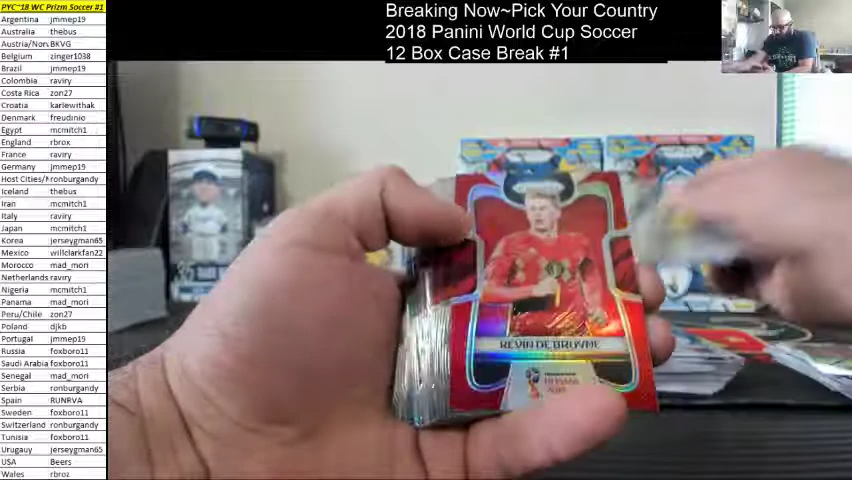 PYC~18 WC Prizm Soccer #1
Argentina jmmep19
Australia thebus
Austria/Nor BKVG
Belgium zinger1038
Brazil jmmep19
Colombia raviry
Costa Rica zon27
Croatia karlewithak
Denmark freudinio
Egypt mcmitch1
England rbrox
France raviry
Germany jmmep19
Host Cities/M ronburgandy
Iceland thebus
Iran mcmitch1
Italy raviry
Japan mcmitch1
Korea jerseygman65
Mexico willclarkfan22
Morocco mad_mori
Netherlands raviry
Nigeria mcmitch1
Panama mad_mori
Peru/Chile zon27
Poland djkb
Portugal jmmep19
Russia foxboro11
Saudi Arabia foxboro11
Senegal mad_mori
Serbia ronburgandy
Spain RUNRVA
Sweden foxboro11
Switzerland ronburgandy
Tunisia foxboro11
Urugauy jerseygman65
USA Beers
Wales rbroz
Breaking Now~Pick Your Country
2018 Panini World Cup Soccer
12 Box Case Break #1
KEVIN DE BRUYNE